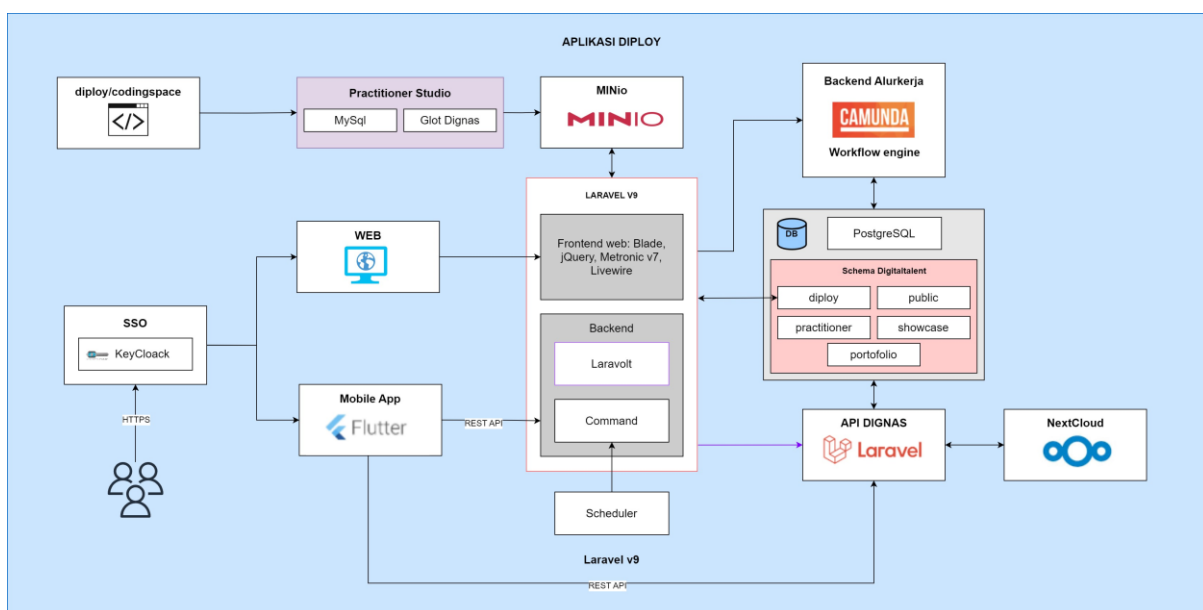 APLIKASI DIPLOY
diploy/codingspace
</>
Practitioner Studio
MySql
Glot Dignas
MINio
MINIO
Backend Alurkerja
CAMUNDA
Workflow engine
LARAVEL V9
Frontend web: Blade,
jQuery, Metronic v7,
Livewire
WEB
DB
PostgreSQL
Schema Digitaltalent
diploy
public
practitioner
showcase
portofolio
SSO
KeyCloack
Backend
Laravolt
Command
Mobile App
Flutter
REST API
HTTPS
API DIGNAS
Laravel
NextCloud
Scheduler
Laravel v9
REST API